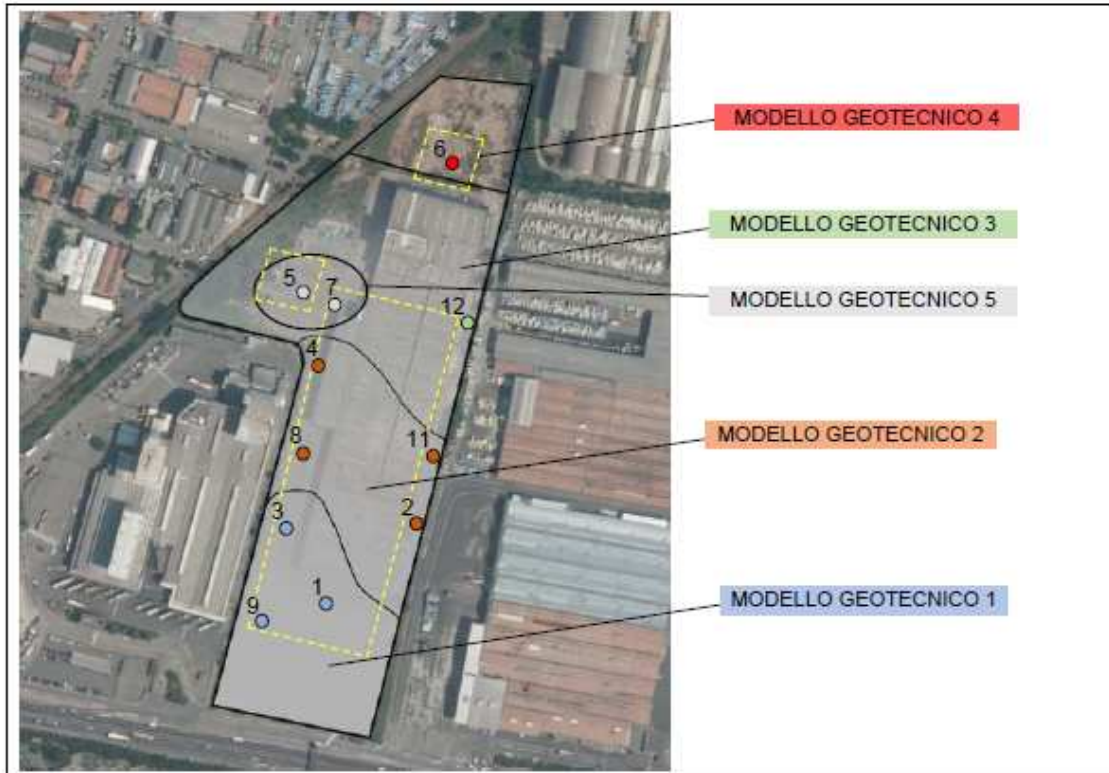 MODELLO GEOTECNICO 4
6
MODELLO GEOTECNICO 3
5
7
MODELLO GEOTECNICO 5
12
4
MODELLO GEOTECNICO 2
8
11
3
2
1
MODELLO GEOTECNICO 1
9